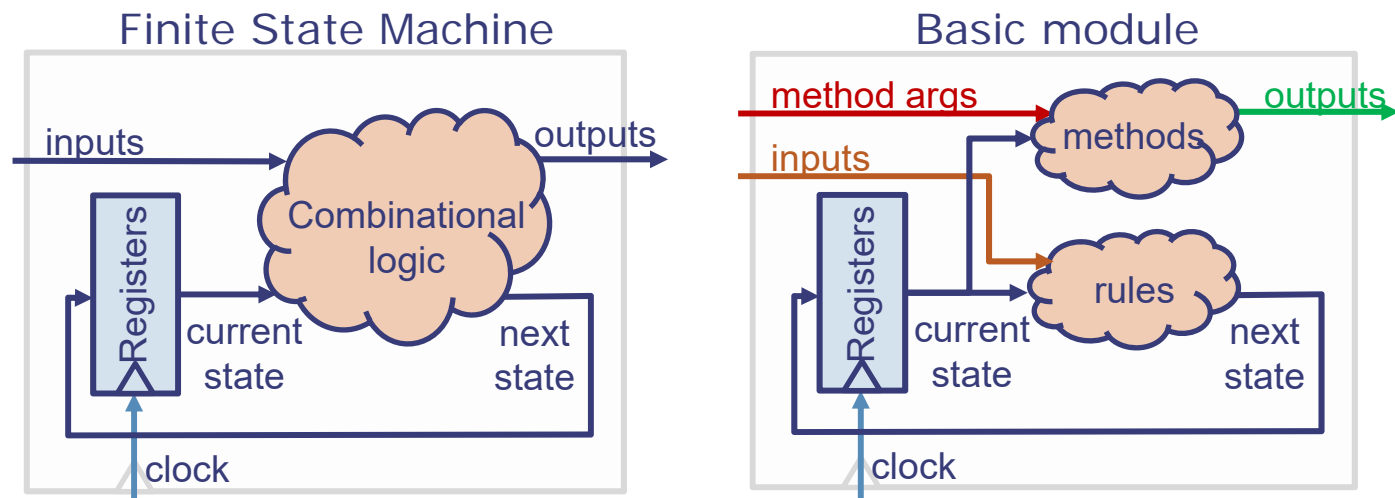 Finite State Machine
inputs
outputs
Combinational
logic
Registers
current
state
next
state
clock
Basic module
method args
outputs
methods
inputs
Registers
rules
current
state
next
state
clock